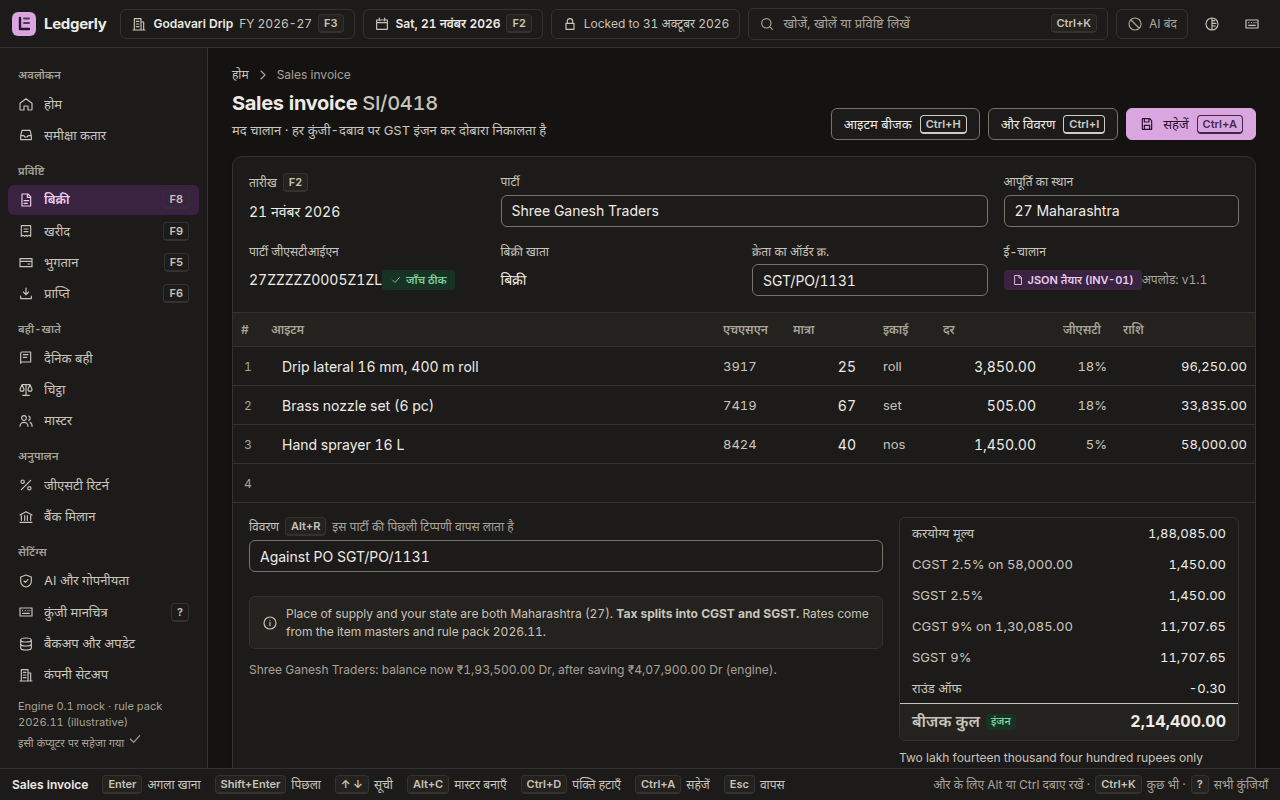 Ledgerly
Godavari Drip FY 2026-27 F3
Sat, 21 नवंबर 2026 F2
Locked to 31 अक्टूबर 2026
खोजें, खोलें या प्रविष्टि लिखें Ctrl+K
AI बंद
अवलोकन
होम
समीक्षा कतार
प्रविष्टि
बिक्री F8
खरीद F9
भुगतान F5
प्राप्ति F6
बही-खाते
दैनिक बही
चिट्ठा
मास्टर
अनुपालन
जीएसटी रिटर्न
बैंक मिलान
सेटिंग्स
AI और गोपनीयता
कुंजी मानचित्र ?
बैकअप और अपडेट
कंपनी सेटअप
Engine 0.1 mock · rule pack
2026.11 (illustrative)
इसी कंप्यूटर पर सहेजा गया
होम > Sales invoice
Sales invoice SI/0418
मद चालान · हर कुंजी-दबाव पर GST इंजन कर दोबारा निकालता है
आइटम बीजक Ctrl+H
और विवरण Ctrl+I
सहेजें Ctrl+A
तारीख F2
21 नवंबर 2026
पार्टी
Shree Ganesh Traders
आपूर्ति का स्थान
27 Maharashtra
पार्टी जीएसटीआईएन
27ZZZZZ0005Z1ZL जाँच ठीक
बिक्री खाता
बिक्री
क्रेता का ऑर्डर क्र.
SGT/PO/1131
ई-चालान
JSON तैयार (INV-01) अपलोड: v1.1
# आइटम एचएसएन मात्रा इकाई दर जीएसटी राशि
1 Drip lateral 16 mm, 400 m roll 3917 25 roll 3,850.00 18% 96,250.00
2 Brass nozzle set (6 pc) 7419 67 set 505.00 18% 33,835.00
3 Hand sprayer 16 L 8424 40 nos 1,450.00 5% 58,000.00
4
विवरण Alt+R इस पार्टी की पिछली टिप्पणी वापस लाता है
Against PO SGT/PO/1131
Place of supply and your state are both Maharashtra (27). Tax splits into CGST and SGST. Rates come
from the item masters and rule pack 2026.11.
Shree Ganesh Traders: balance now ₹1,93,500.00 Dr, after saving ₹4,07,900.00 Dr (engine).
करयोग्य मूल्य 1,88,085.00
CGST 2.5% on 58,000.00 1,450.00
SGST 2.5% 1,450.00
CGST 9% on 1,30,085.00 11,707.65
SGST 9% 11,707.65
राउंड ऑफ -0.30
बीजक कुल इंजन 2,14,400.00
Two lakh fourteen thousand four hundred rupees only
Sales invoice Enter अगला खाना Shift+Enter पिछला ↑ ↓ सूची Alt+C मास्टर बनाएँ Ctrl+D पंक्ति हटाएँ Ctrl+A सहेजें Esc वापस और के लिए Alt या Ctrl दबाए रखें · Ctrl+K कुछ भी · ? सभी कुंजियाँ